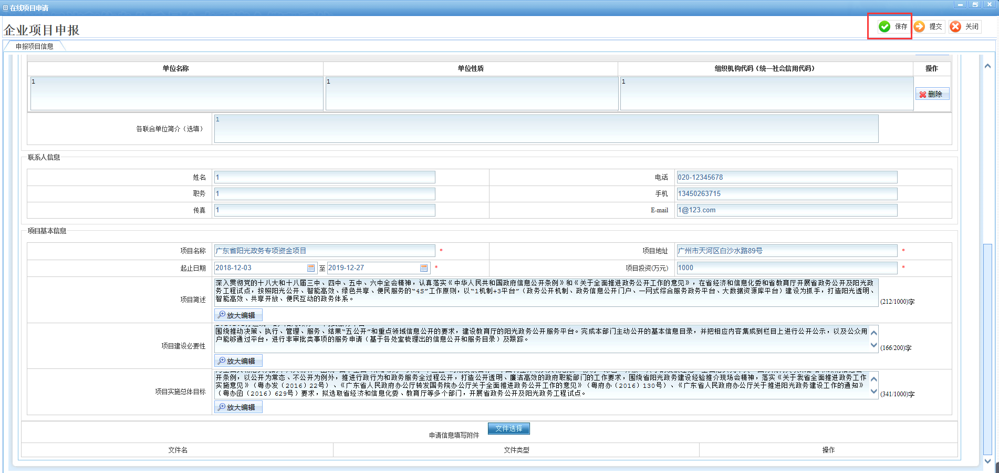 在线项目申请
企业项目申报
保存 提交 关闭
申报项目信息
单位名称 单位性质 组织机构代码（统一社会信用代码） 操作
1 1 1 删除
各联合单位简介（选填） 1
联系人信息
姓名 1 电话 020-12345678
职务 1 手机 13450263715
传真 1 E-mail 1@123.com
项目基本信息
项目名称 广东省阳光政务专项资金项目 * 项目地址 广州市天河区白沙水路89号 *
起止日期 2018-12-03 至 2019-12-27 * 项目投资(万元) 1000 *
项目简述
深入贯彻党的十八大和十八届三中、四中、五中、六中全会精神，认真落实《中华人民共和国政府信息公开条例》和《关于全面推进政务公开工作的意见》，在省经济和信息化委和省教育厅开展省政务公开及阳光政
务工程试点，按照阳光公开、智能高效、绿色共享、便民服务的“4S”工作原则，以“1机制+3平台”（政务公开机制、政务信息公开门户、一网式综合服务政务平台、大数据资源库平台）建设为抓手，打造阳光透明、
智能高效、共享开放、便民互动的政务体系。
(212/1000)字
放大编辑
项目建设必要性
围绕推动决策、执行、管理、服务、结果“五公开”和重点领域信息公开的要求，建设教育厅的阳光政务公开服务平台。完成本部门主动公开的基本信息目录，并把相应内容集成到栏目上进行公开公示，以及公众用
户能够通过平台，进行非审批类事项的服务申请（基于各处室梳理出的信息公开和服务目录）及跟踪。
(166/200)字
放大编辑
项目实施总体目标
开条例，以公开为常态、不公开为例外，推进行政行为和政务服务全过程公开，打造公开透明、廉洁高效的政府职能部门的工作要求，围绕省阳光政务建设经验推介现场会精神，落实《关于我省全面推进政务工作
实施意见》（粤办发（2016）22号）、《广东省人民政府办公厅转发国务院办公厅关于全面推进政务公开工作的意见》（粤府办（2016）130号）、《广东省人民政府办公厅关于推进阳光政务建设工作的通知》
（粤办函（2016）629号）要求，拟选取省经济和信息化委、教育厅等多个部门，开展省政务公开及阳光政务工程试点。
(341/1000)字
放大编辑
申请信息填写附件 文件选择
文件名 文件类型 操作